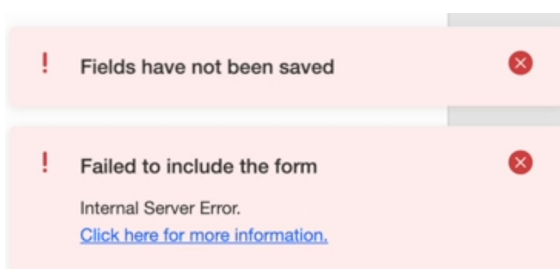 Fields have not been saved
Failed to include the form
Internal Server Error.
Click here for more information.